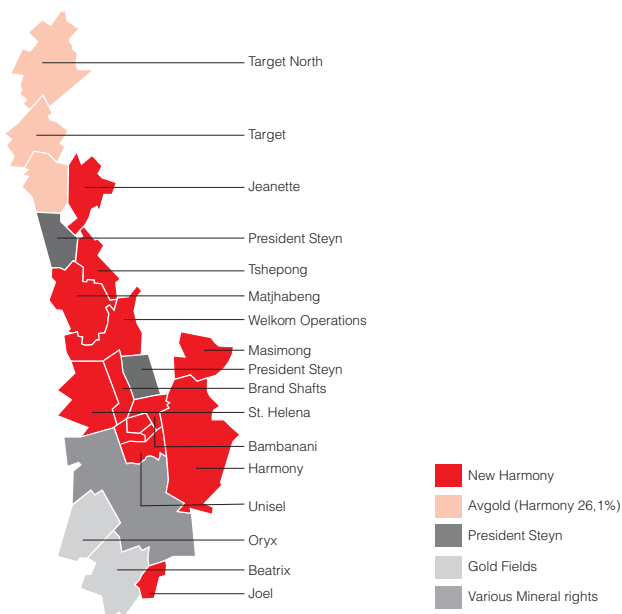 Target North
Target
Jeanette
President Steyn
Tshepong
Matjhabeng
Welkom Operations
Masimong
President Steyn
Brand Shafts
St. Helena
Bambanani
Harmony
Unisel
Oryx
Beatrix
Joel
New Harmony
Avgold (Harmony 26,1%)
President Steyn
Gold Fields
Various Mineral rights